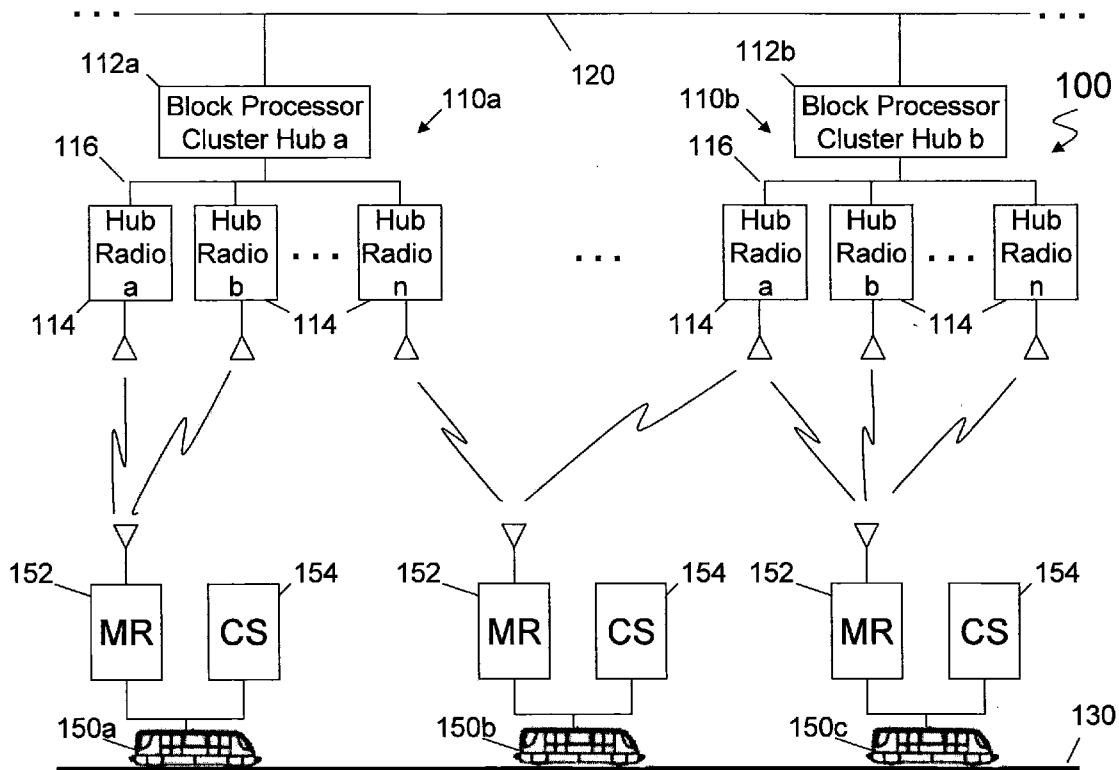 . . .
. . .
120
112a
Block Processor
Cluster Hub a
110a
112b
Block Processor
Cluster Hub b
110b
100
116
Hub
Radio
a
Hub
Radio
b
. . .
Hub
Radio
n
114
114
. . .
116
Hub
Radio
a
Hub
Radio
b
. . .
Hub
Radio
n
114
114
152
MR
154
CS
152
MR
154
CS
152
MR
154
CS
150a
150b
150c
130